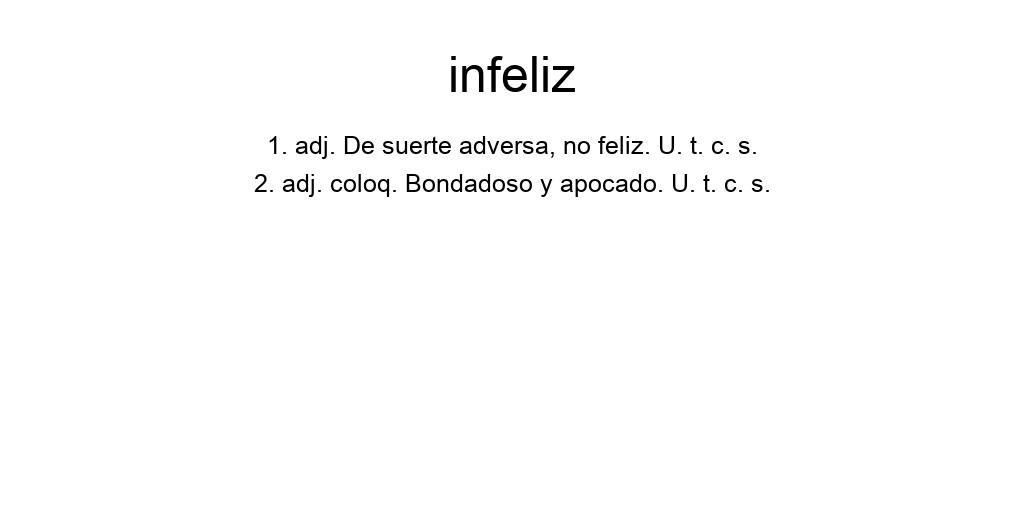 infeliz
1. adj. De suerte adversa, no feliz. U. t. c. s.
2. adj. coloq. Bondadoso y apocado. U. t. c. s.